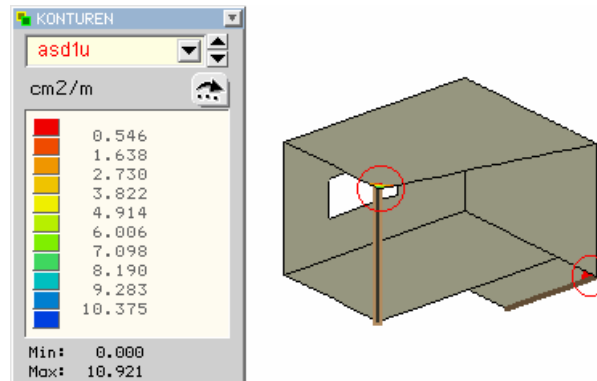 KONTUREN
asd1u
cm2/m
0.546
1.638
2.730
3.822
4.914
6.006
7.098
8.190
9.283
10.375
Min: 0.000
Max: 10.921